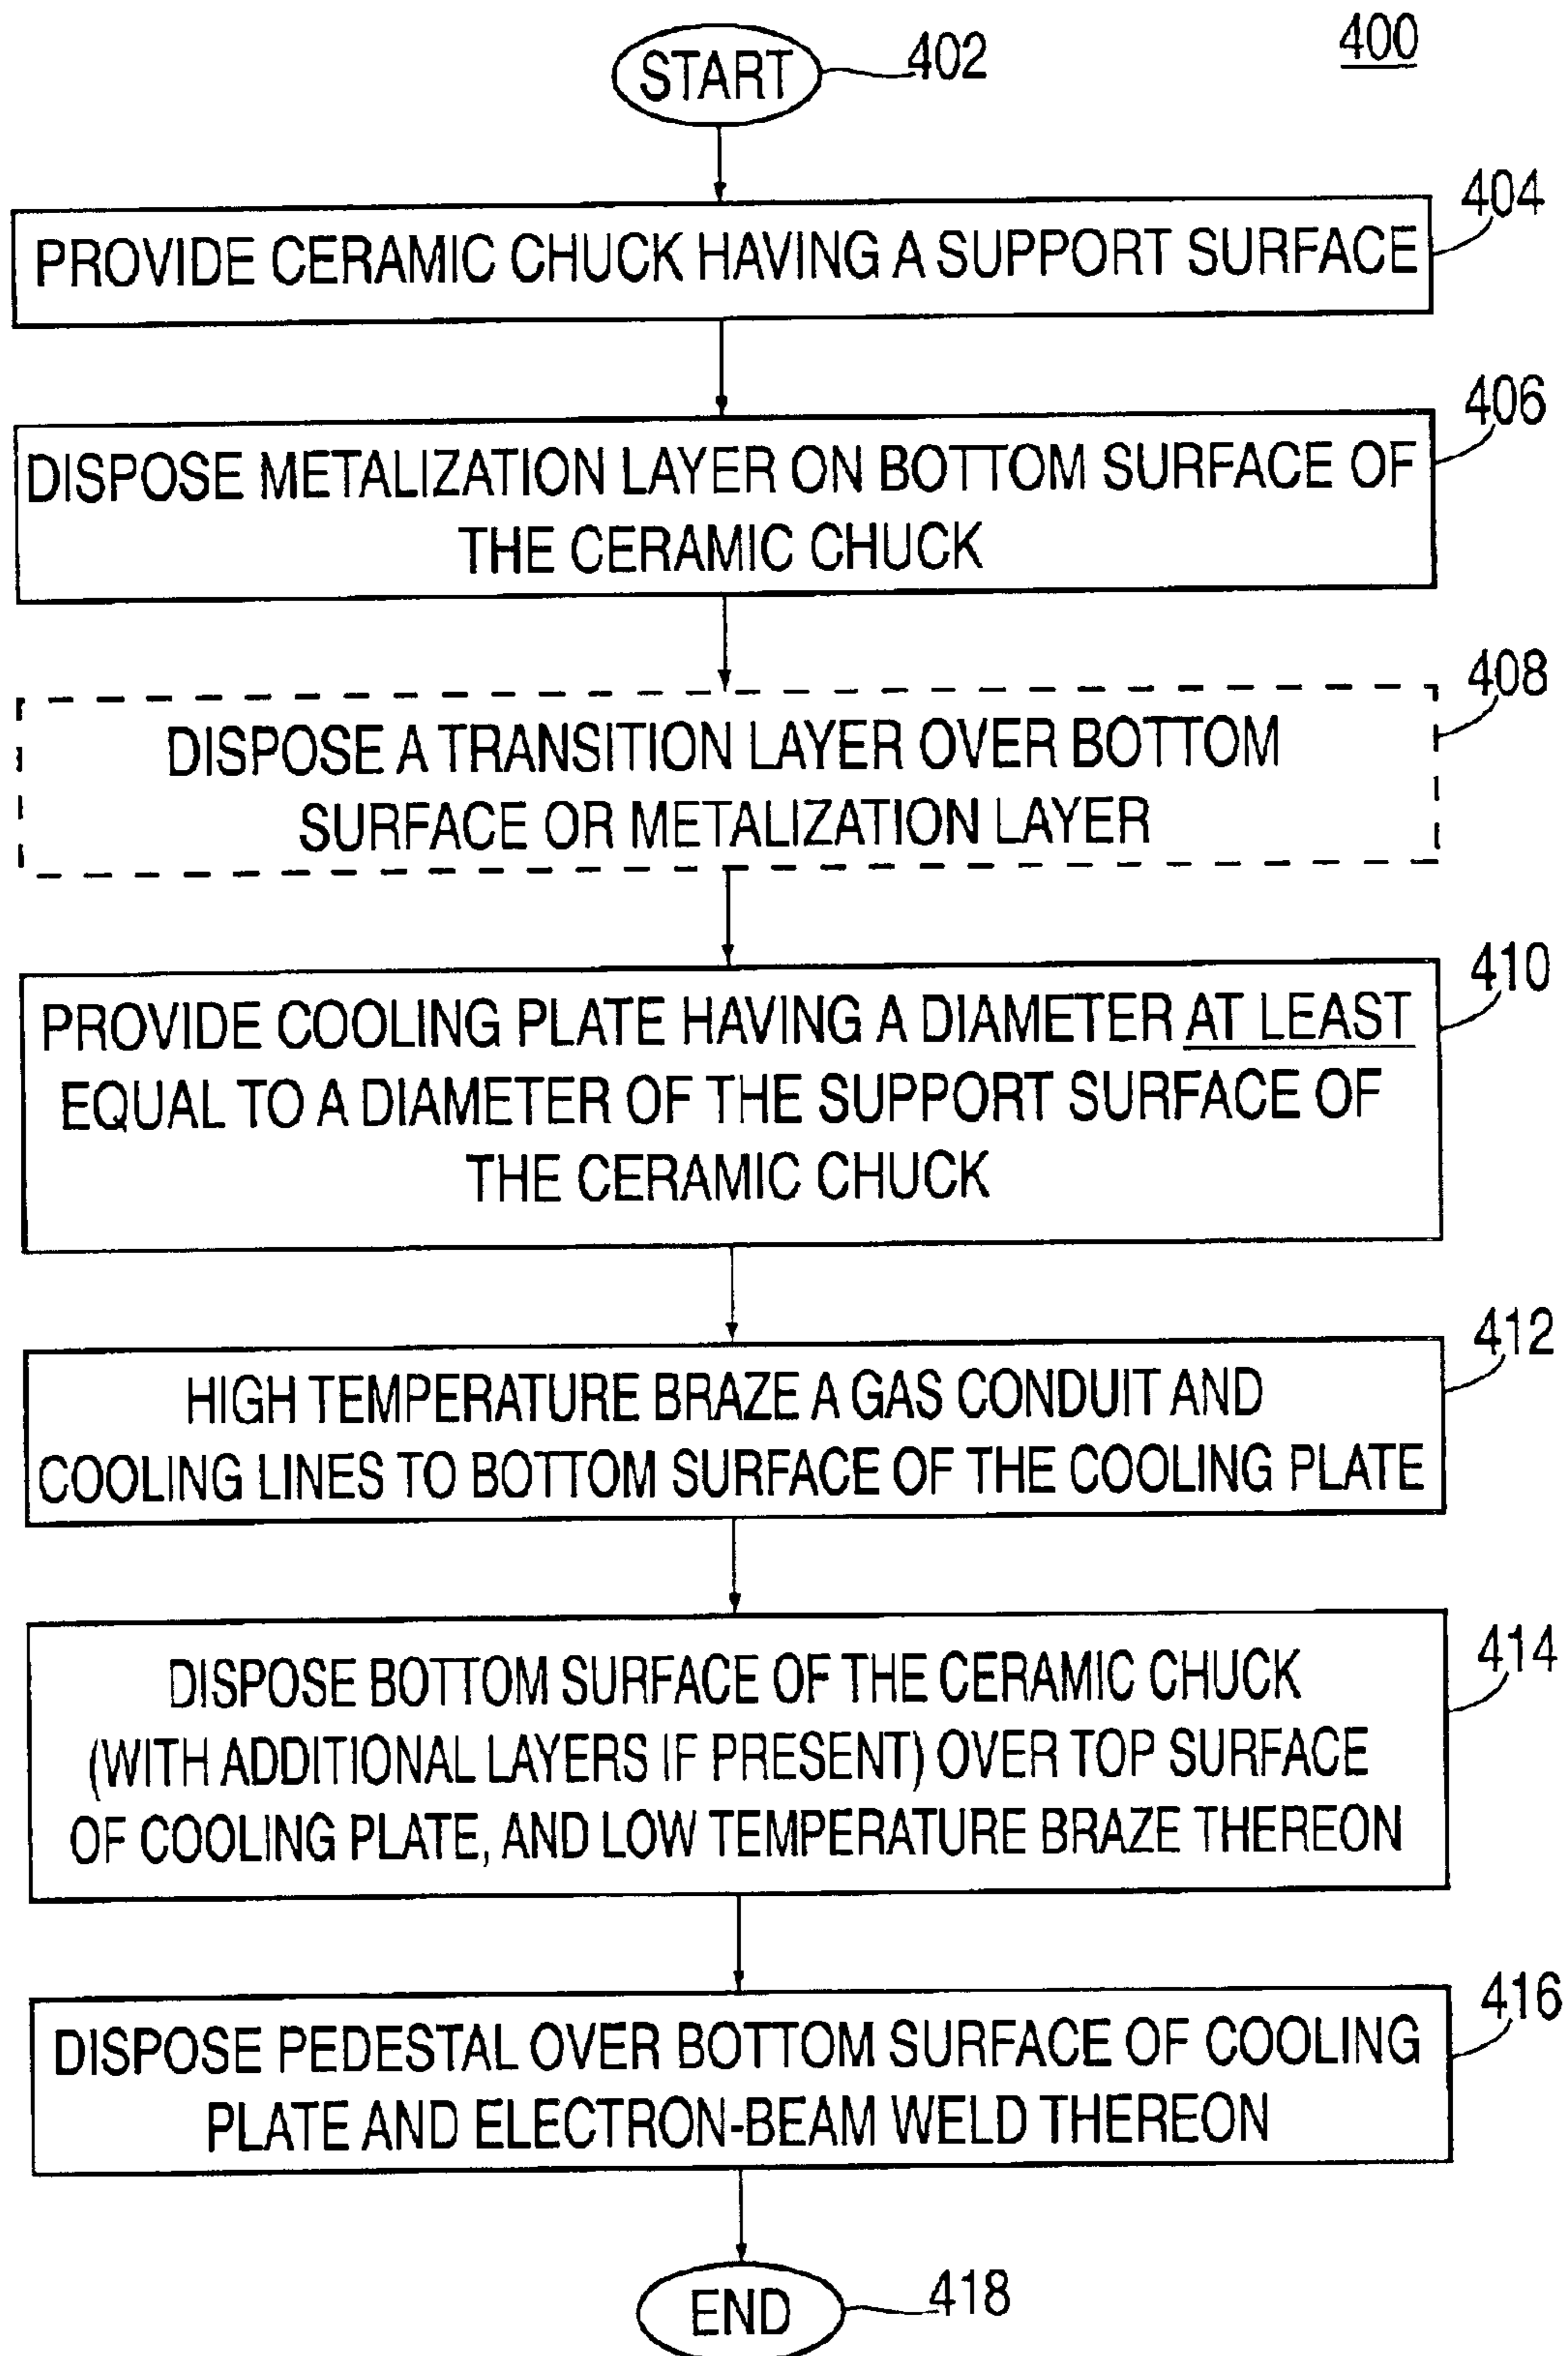 400
START
402
404
PROVIDE CERAMIC CHUCK HAVING A SUPPORT SURFACE
406
DISPOSE METALIZATION LAYER ON BOTTOM SURFACE OF
THE CERAMIC CHUCK
408
DISPOSE A TRANSITION LAYER OVER BOTTOM
SURFACE OR METALIZATION LAYER
410
PROVIDE COOLING PLATE HAVING A DIAMETER AT LEAST
EQUAL TO A DIAMETER OF THE SUPPORT SURFACE OF
THE CERAMIC CHUCK
412
HIGH TEMPERATURE BRAZE A GAS CONDUIT AND
COOLING LINES TO BOTTOM SURFACE OF THE COOLING PLATE
414
DISPOSE BOTTOM SURFACE OF THE CERAMIC CHUCK
(WITH ADDITIONAL LAYERS IF PRESENT) OVER TOP SURFACE
OF COOLING PLATE, AND LOW TEMPERATURE BRAZE THEREON
416
DISPOSE PEDESTAL OVER BOTTOM SURFACE OF COOLING
PLATE AND ELECTRON-BEAM WELD THEREON
END
418